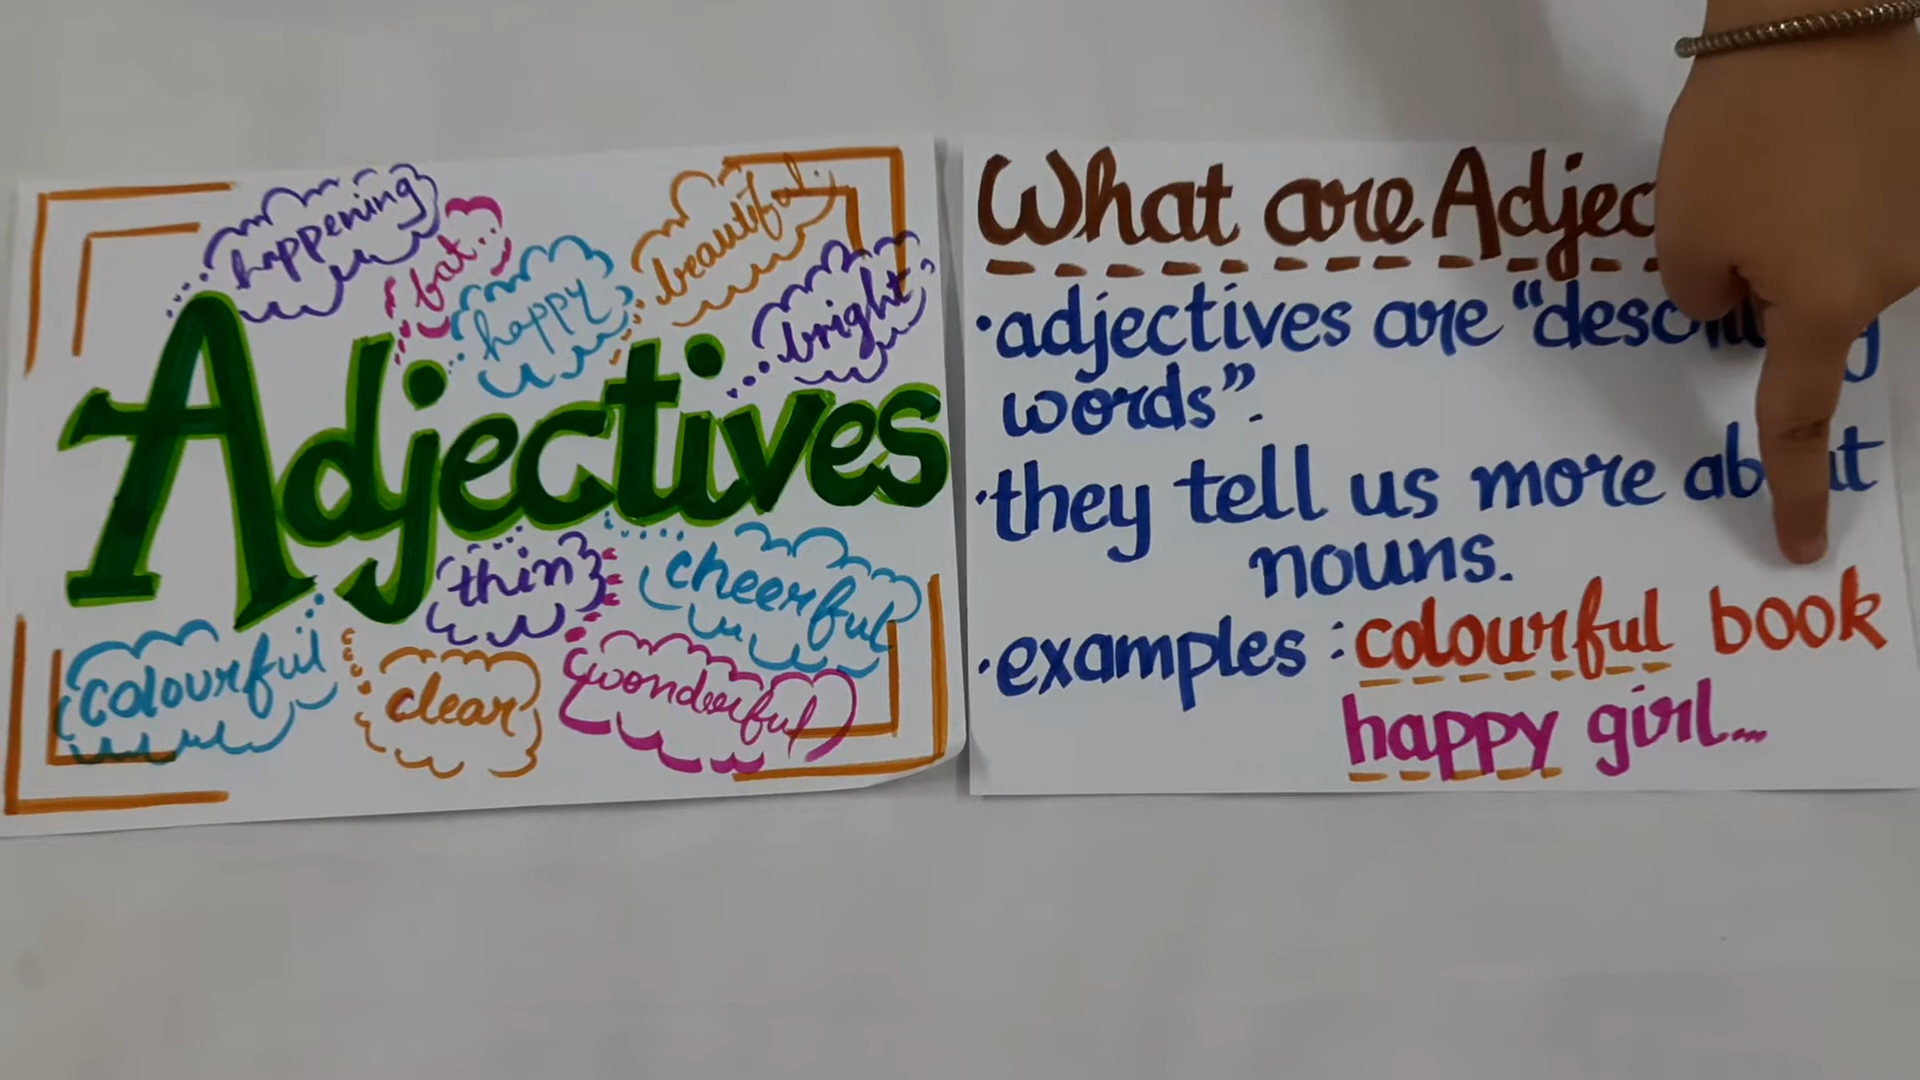 happening
fat..
happy
beautiful..
bright
Adjectives
thin
cheerful
colourful
clear
wonderful
What are Adjec
• adjectives are "desc
words".
• they tell us more about
nouns.
• examples : colourful book
happy girl...